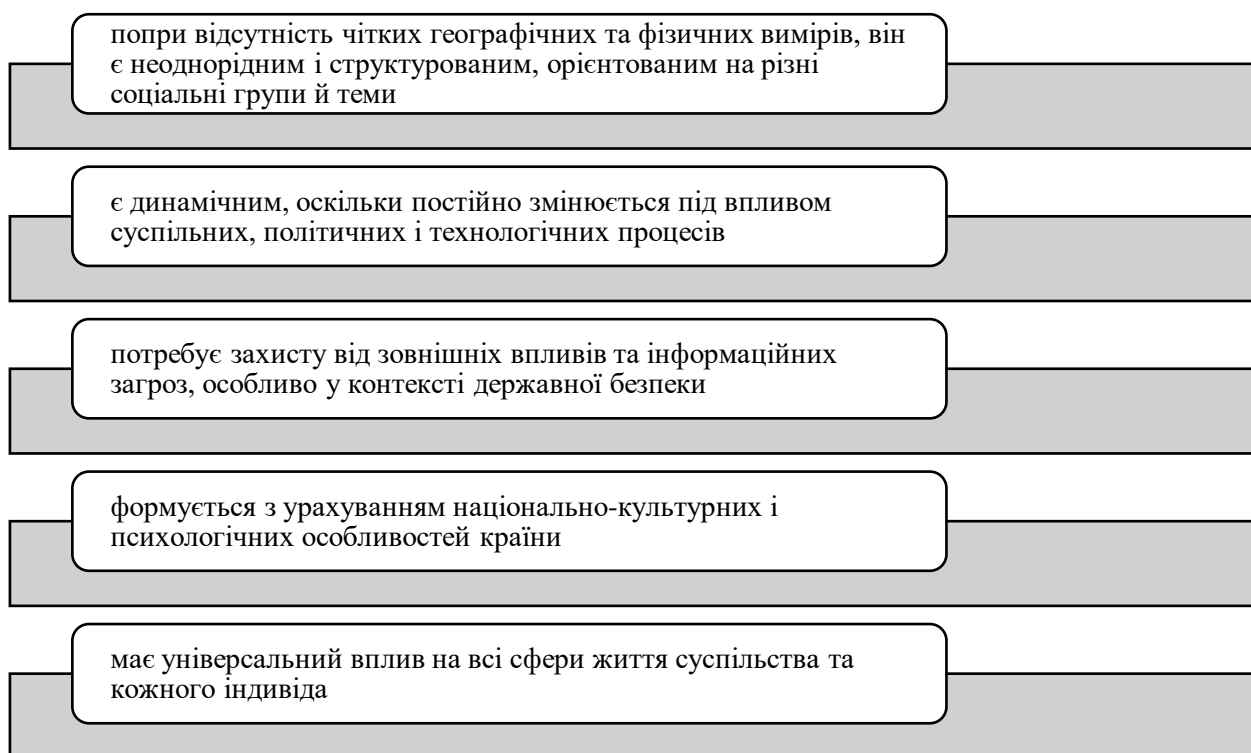 попри відсутність чітких географічних та фізичних вимірів, він
є неоднорідним і структурованим, орієнтованим на різні
соціальні групи й теми
є динамічним, оскільки постійно змінюється під впливом
суспільних, політичних і технологічних процесів
потребує захисту від зовнішніх впливів та інформаційних
загроз, особливо у контексті державної безпеки
формується з урахуванням національно-культурних і
психологічних особливостей країни
має універсальний вплив на всі сфери життя суспільства та
кожного індивіда